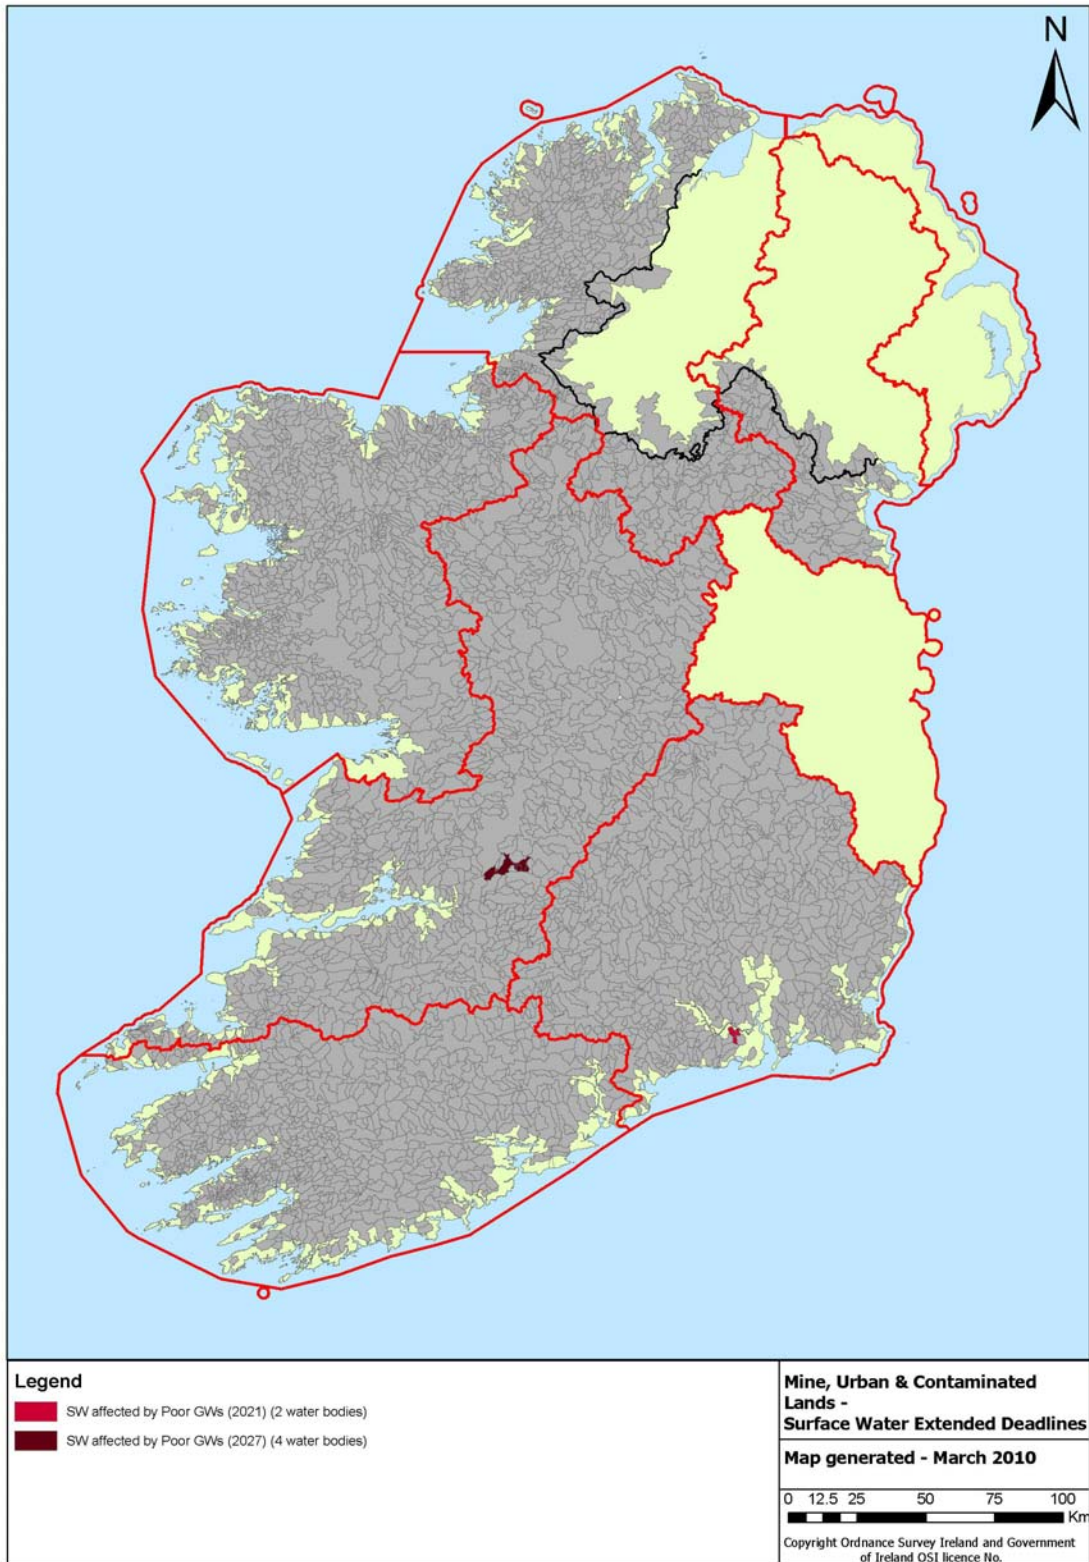 N
Legend
SW affected by Poor GWs (2021) (2 water bodies)
SW affected by Poor GWs (2027) (4 water bodies)
Mine, Urban & Contaminated
Lands -
Surface Water Extended Deadlines
Map generated - March 2010
0 12.5 25 50 75 100
Km
Copyright Ordnance Survey Ireland and Government
of Ireland OSI licence No.